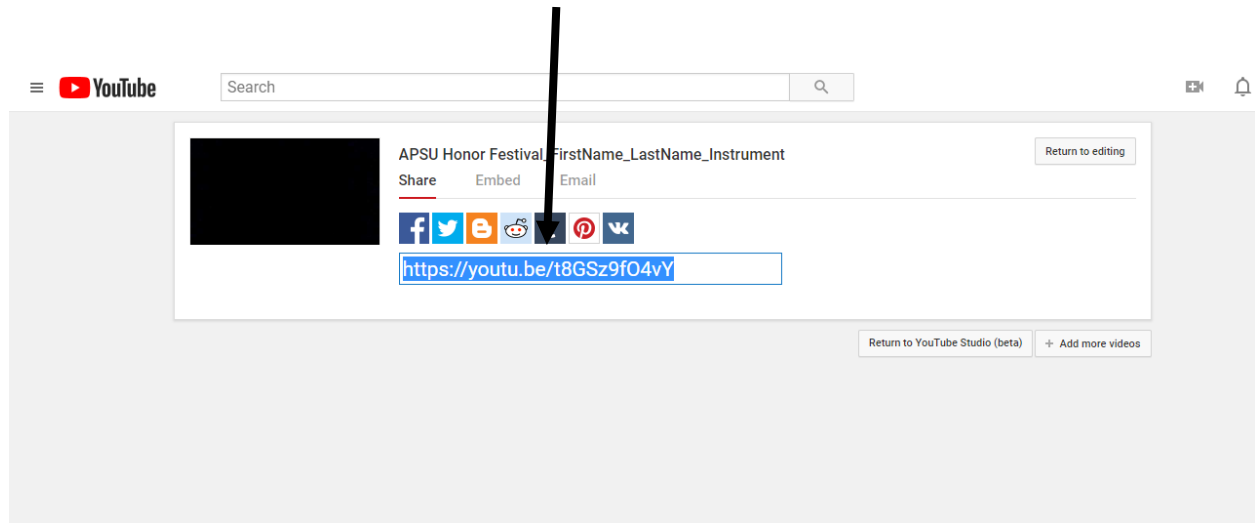 YouTube
Search
APSU Honor Festival_FirstName_LastName_Instrument
Return to editing
Share Embed Email
https://youtu.be/t8GSz9fO4vY
Return to YouTube Studio (beta)
+ Add more videos